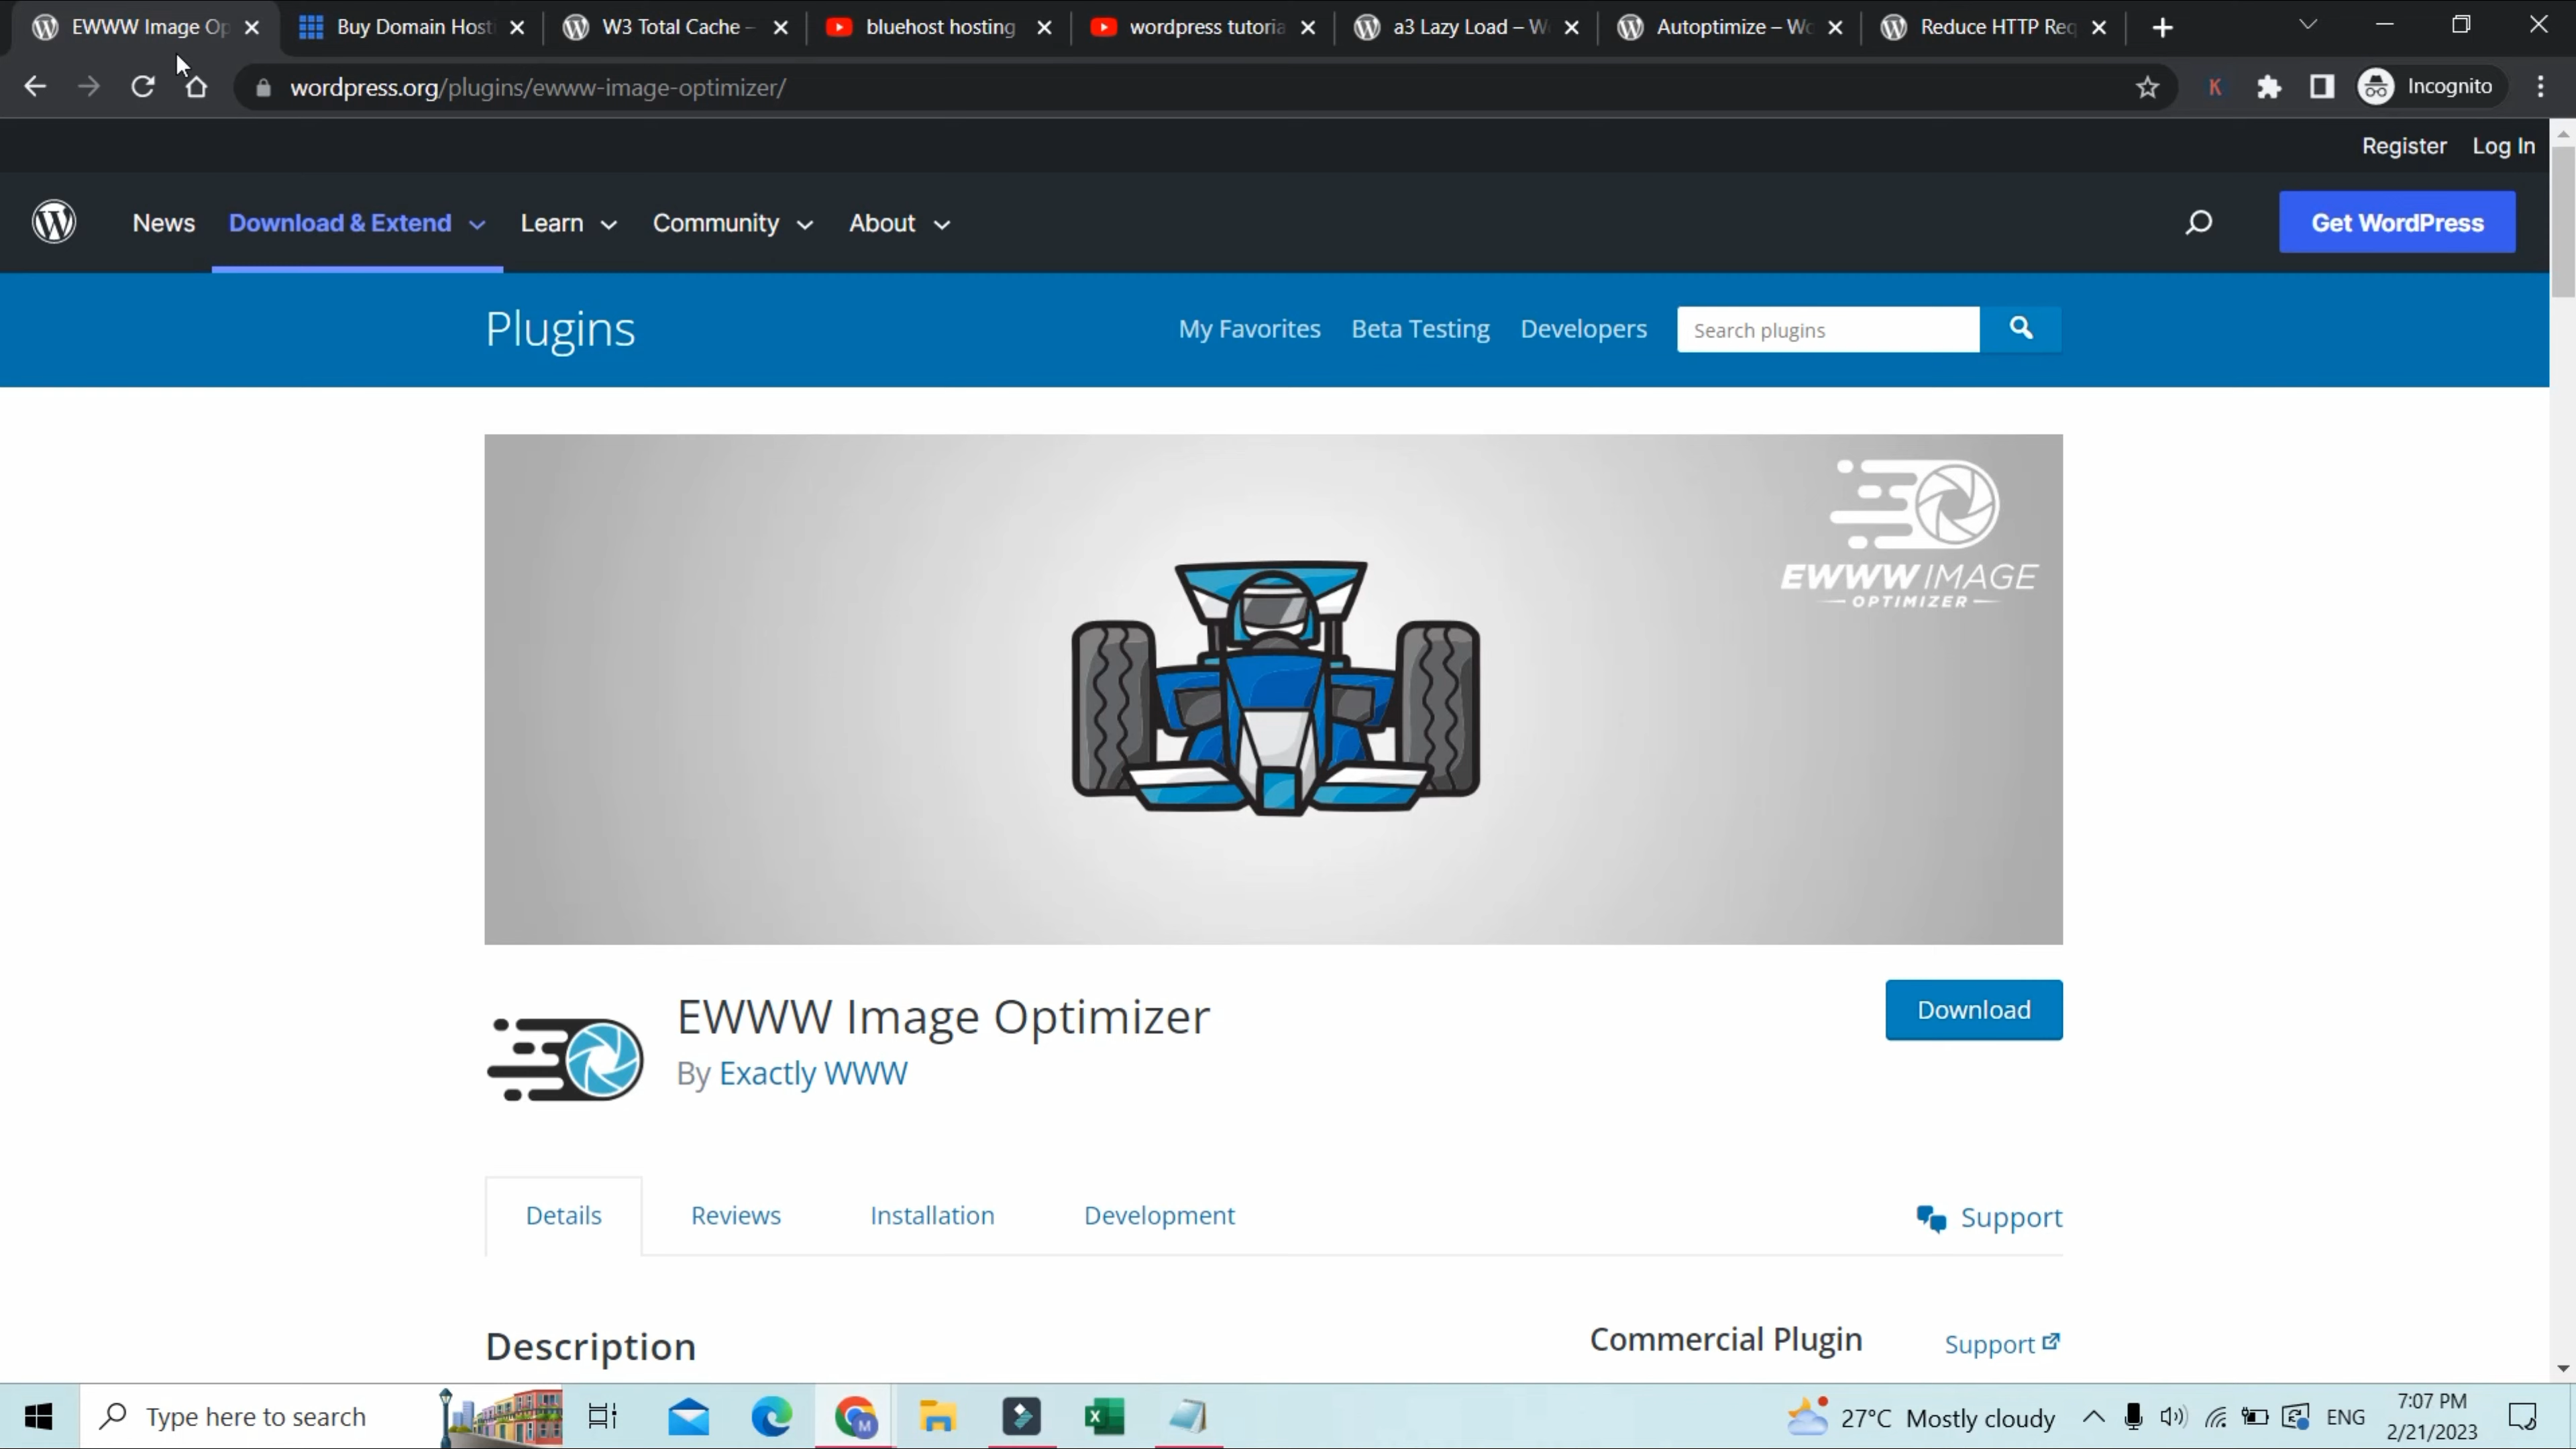 EWWW Image Op
Buy Domain Host
W3 Total Cache –
bluehost hosting
wordpress tutoria
a3 Lazy Load – W
Autoptimize – Wo
Reduce HTTP Req
wordpress.org/plugins/ewww-image-optimizer/
K
Incognito
Register
Log In
News
Download & Extend
Learn
Community
About
Get WordPress
Plugins
My Favorites
Beta Testing
Developers
Search plugins
EWWW IMAGE
OPTIMIZER
EWWW Image Optimizer
By Exactly WWW
Download
Details
Reviews
Installation
Development
Support
Description
Commercial Plugin
Support
Type here to search
M
27°C Mostly cloudy
ENG
7:07 PM
2/21/2023